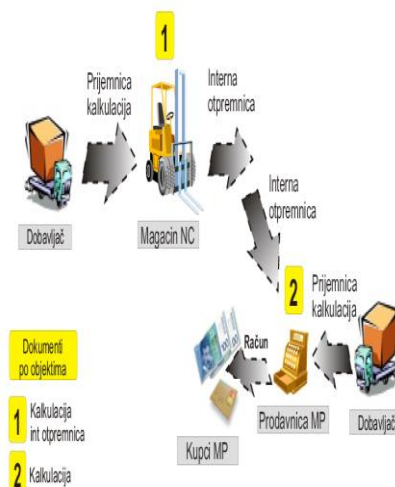 1
Prijemnica
kalkulacija
Interna
otpremnica
Dobavljač
Magacin NC
Interna
otpremnica
2
Prijemnica
kalkulacija
Račun
Dokumenti
po objektima
Prodavnica MP
Dobavljač
Kupci MP
1
Kalkulacija
int otpremnica
2
Kalkulacija